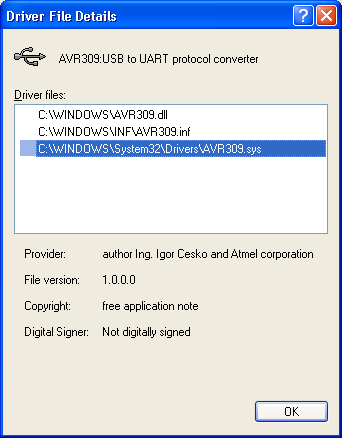 Driver File Details
AVR309:USB to UART protocol converter
Driver files:
C:\WINDOWS\AVR309.dll
C:\WINDOWS\INF\AVR309.inf
C:\WINDOWS\System32\Drivers\AVR309.sys
Provider: author Ing. Igor Cesko and Atmel corporation
File version: 1.0.0.0
Copyright: free application note
Digital Signer: Not digitally signed
OK